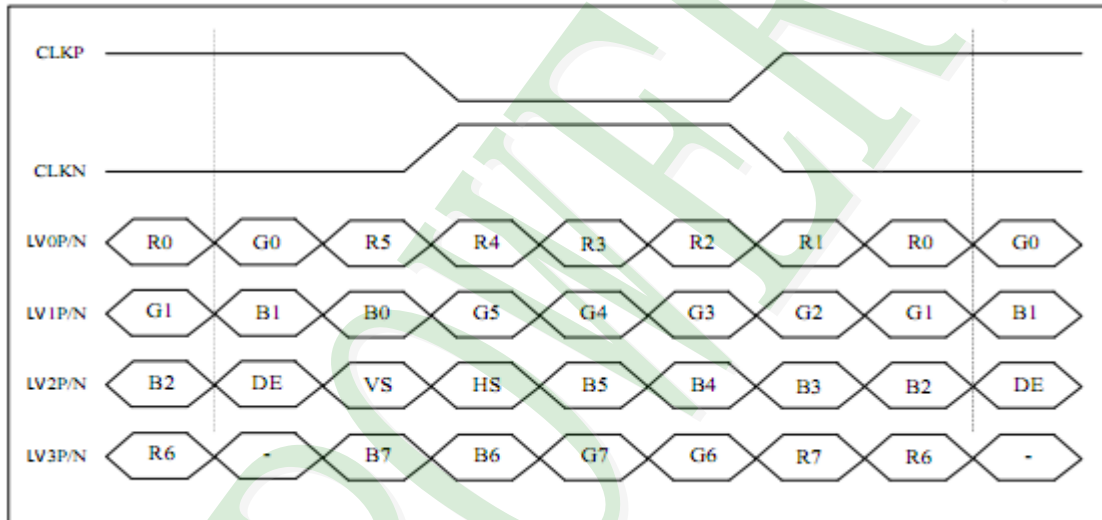 CLKP
CLKN
LV0P/N R0 G0 R5 R4 R3 R2 R1 R0 G0
LV1P/N G1 B1 B0 G5 G4 G3 G2 G1 B1
LV2P/N B2 DE VS HS B5 B4 B3 B2 DE
LV3P/N R6 - B7 B6 G7 G6 R7 R6 -